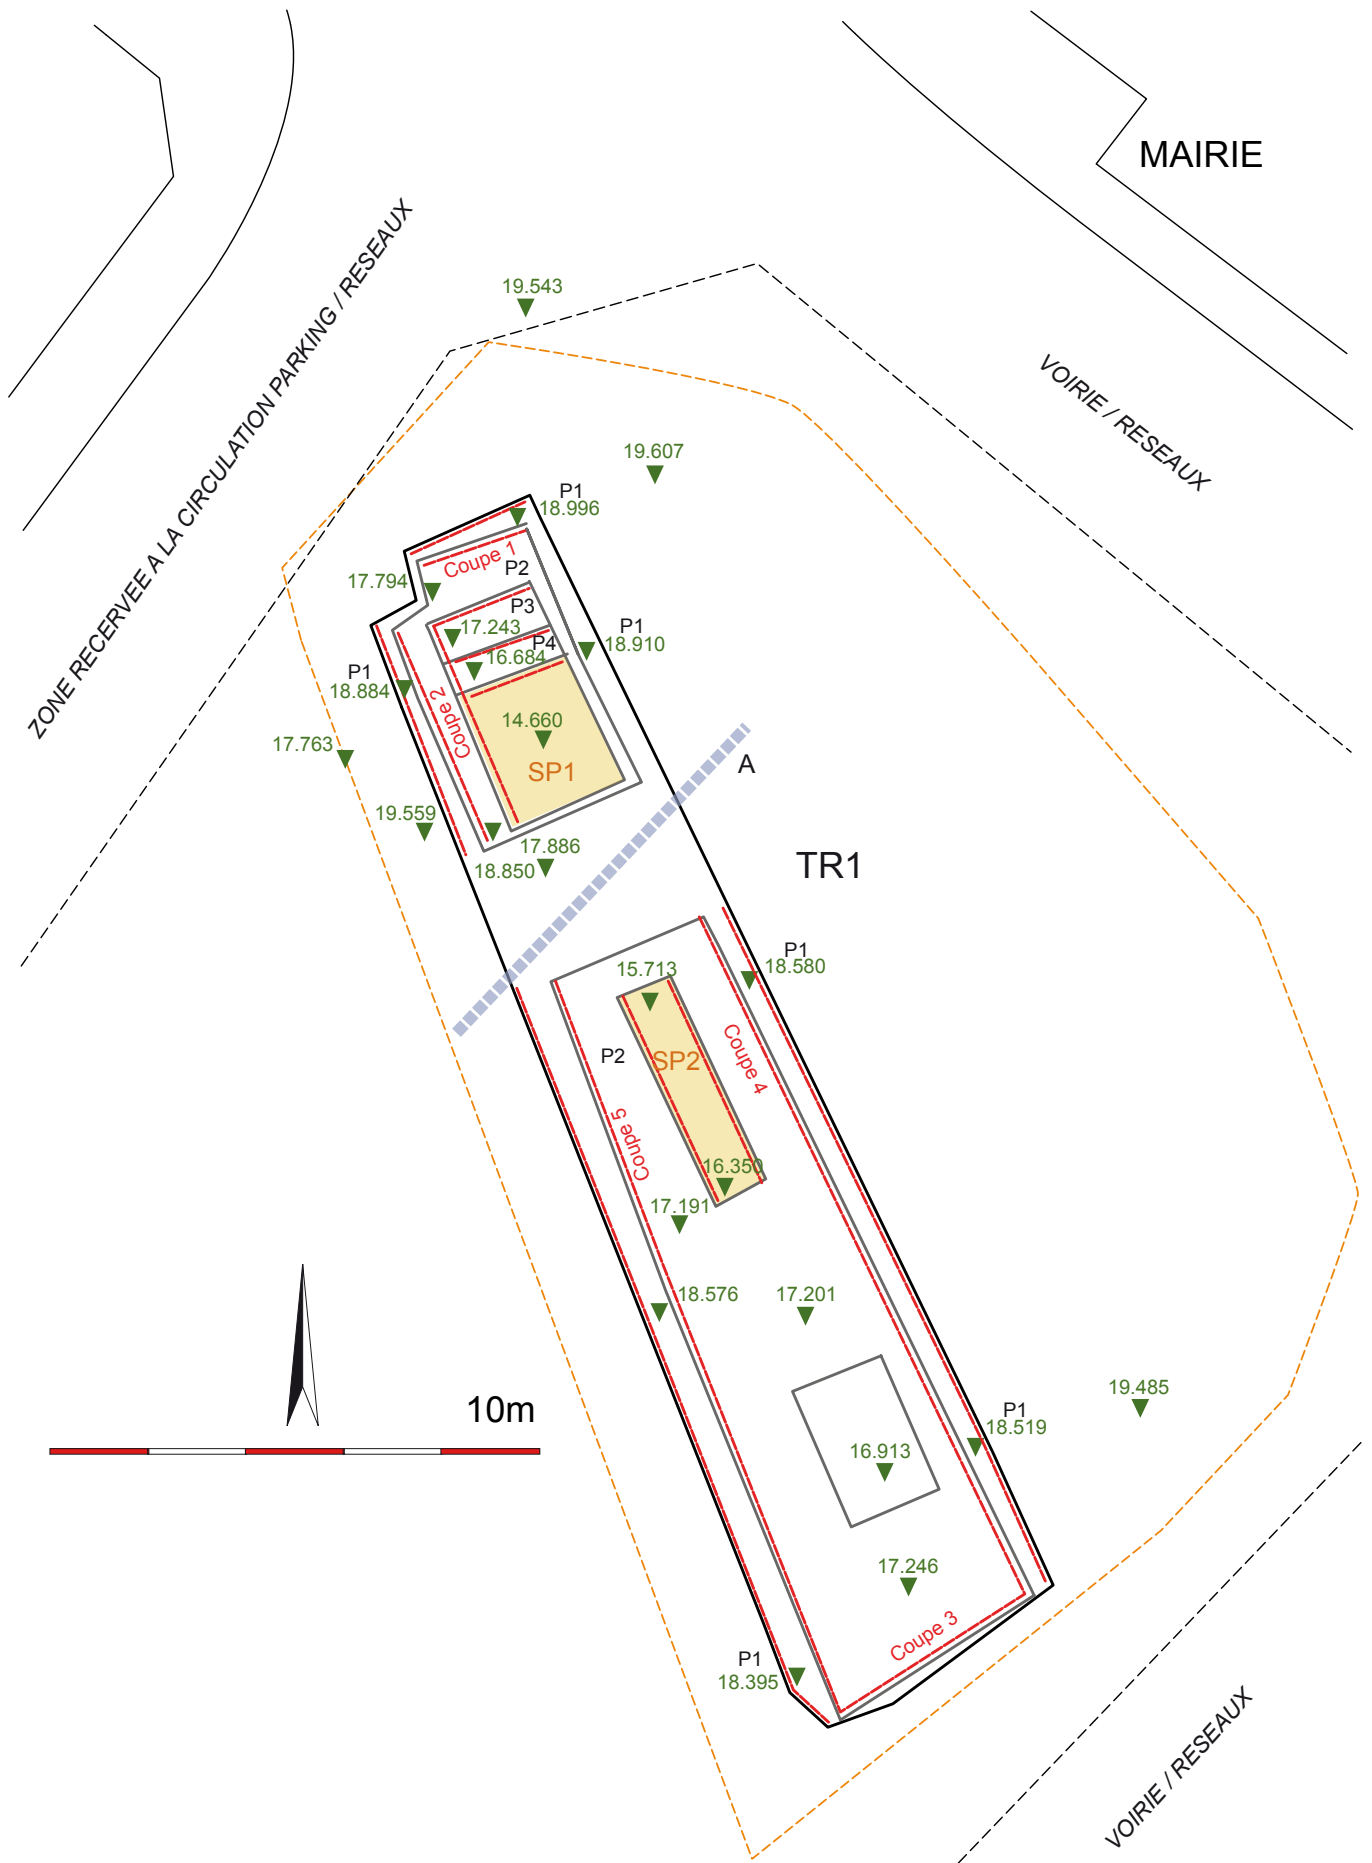 MAIRIE
ZONE RECERVEE A LA CIRCULATION PARKING / RESEAUX
19.543
VOIRIE / RESEAUX
19.607
P1
18.996
Coupe 1
P2
17.794
P3
17.243
P1
18.910
P4
16.684
P1
18.884
Coupe 2
14.660
17.763
SP1
A
19.559
17.886
18.850
TR1
P1
18.580
15.713
Coupe 4
P2
SP2
Coupe 5
16.350
17.191
18.576
17.201
19.485
10m
P1
18.519
16.913
17.246
Coupe 3
P1
18.395
VOIRIE / RESEAUX